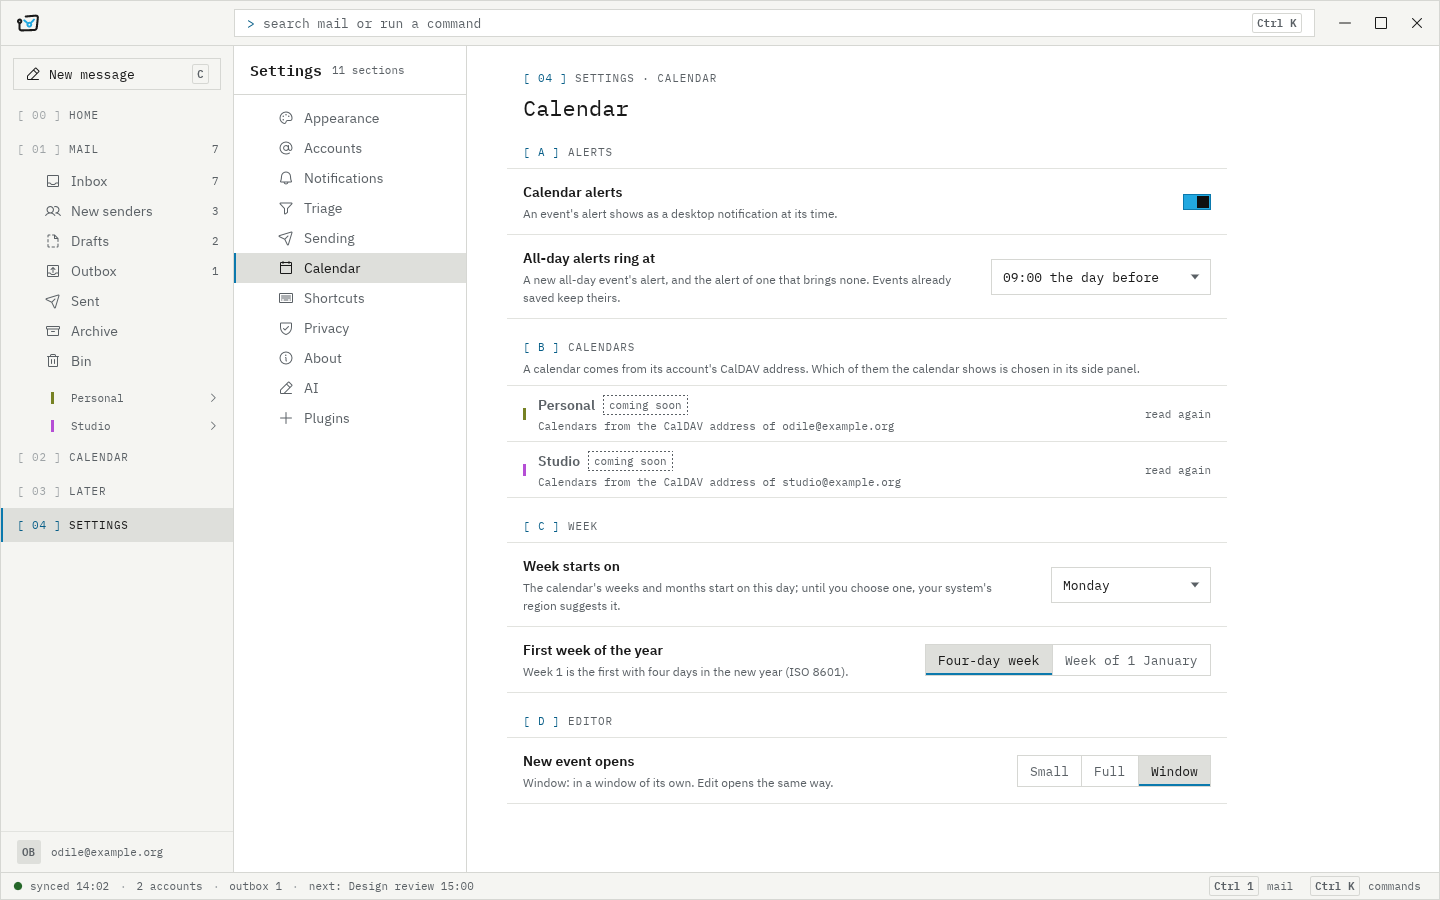 > search mail or run a command
Ctrl K
New message
C
[ 00 ] HOME
[ 01 ] MAIL
7
Inbox
7
New senders
3
Drafts
2
Outbox
1
Sent
Archive
Bin
Personal
Studio
[ 02 ] CALENDAR
[ 03 ] LATER
[ 04 ] SETTINGS
OB
odile@example.org
Settings
11 sections
Appearance
Accounts
Notifications
Triage
Sending
Calendar
Shortcuts
Privacy
About
AI
Plugins
[ 04 ] SETTINGS · CALENDAR
Calendar
[ A ] ALERTS
Calendar alerts
An event's alert shows as a desktop notification at its time.
All-day alerts ring at
A new all-day event's alert, and the alert of one that brings none. Events already
saved keep theirs.
09:00 the day before
[ B ] CALENDARS
A calendar comes from its account's CalDAV address. Which of them the calendar shows is chosen in its side panel.
Personal
coming soon
Calendars from the CalDAV address of odile@example.org
read again
Studio
coming soon
Calendars from the CalDAV address of studio@example.org
read again
[ C ] WEEK
Week starts on
The calendar's weeks and months start on this day; until you choose one, your system's
region suggests it.
Monday
First week of the year
Week 1 is the first with four days in the new year (ISO 8601).
Four-day week
Week of 1 January
[ D ] EDITOR
New event opens
Window: in a window of its own. Edit opens the same way.
Small
Full
Window
synced 14:02 · 2 accounts · outbox 1 · next: Design review 15:00
Ctrl 1 mail
Ctrl K commands